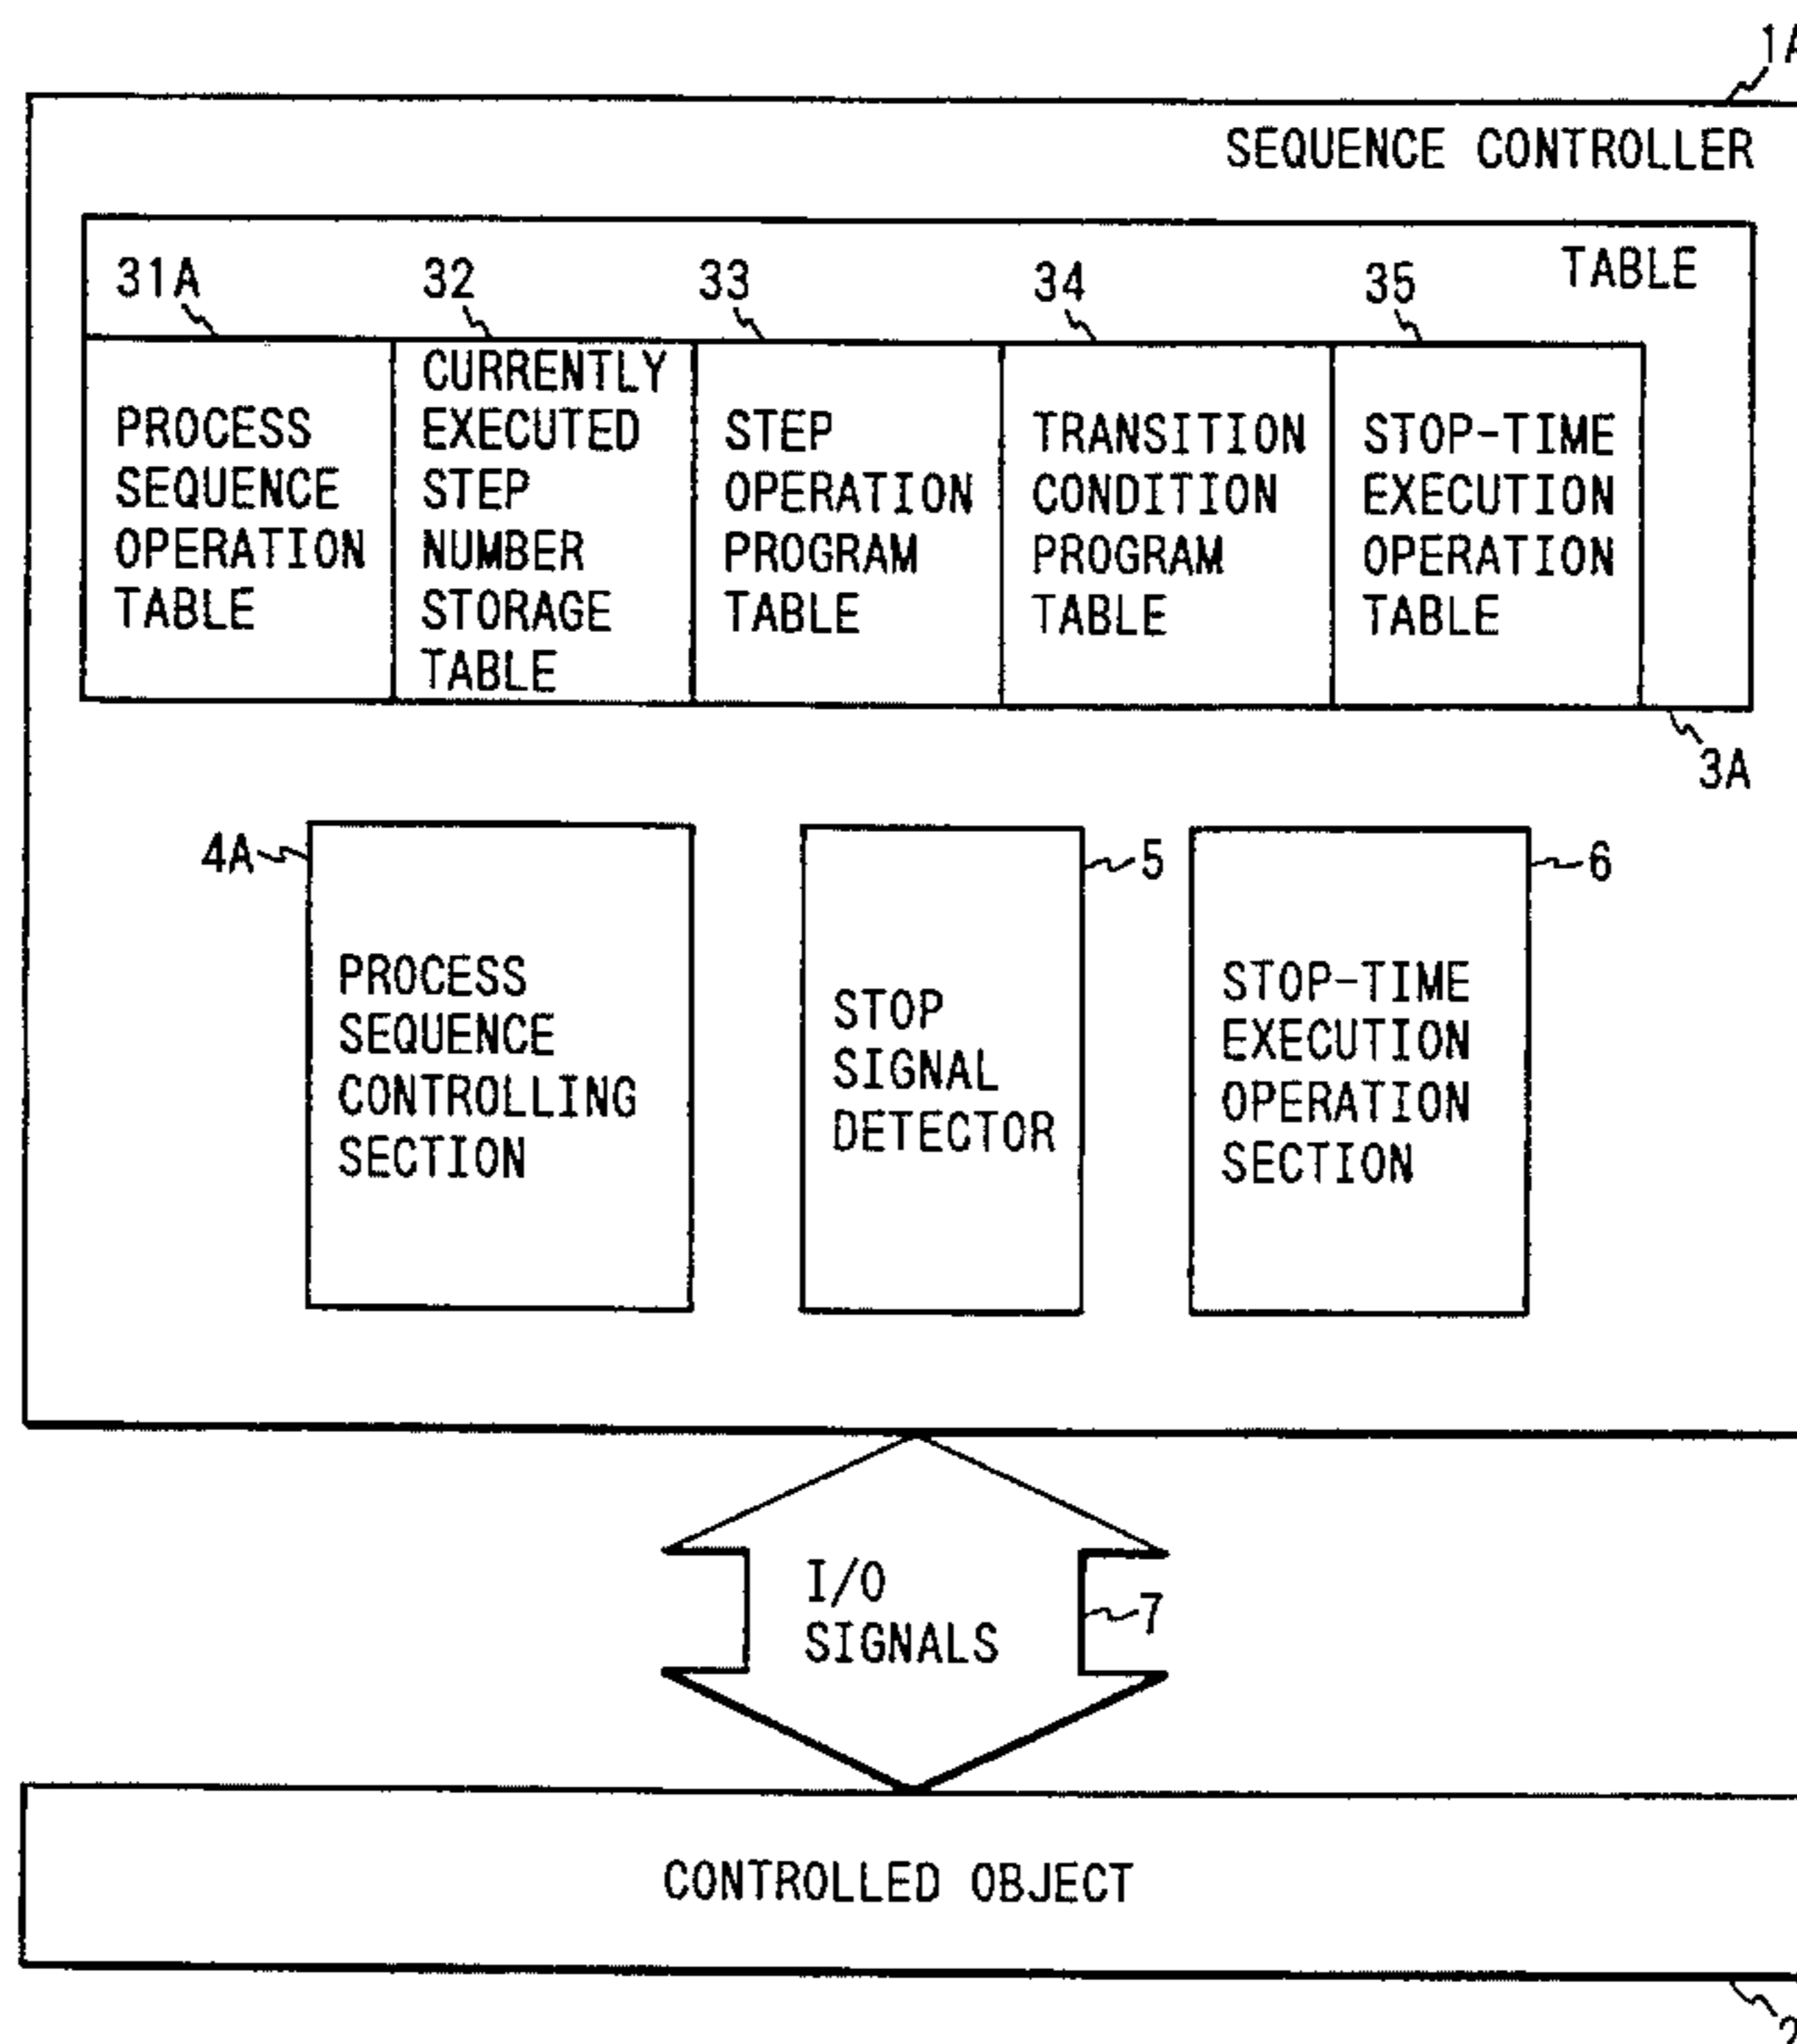 1A
SEQUENCE CONTROLLER
TABLE
31A
32
33
34
35
PROCESS
SEQUENCE
OPERATION
TABLE
CURRENTLY
EXECUTED
STEP
NUMBER
STORAGE
TABLE
STEP
OPERATION
PROGRAM
TABLE
TRANSITION
CONDITION
PROGRAM
TABLE
STOP-TIME
EXECUTION
OPERATION
TABLE
3A
4A
PROCESS
SEQUENCE
CONTROLLING
SECTION
5
STOP
SIGNAL
DETECTOR
6
STOP-TIME
EXECUTION
OPERATION
SECTION
I/O
SIGNALS
7
CONTROLLED OBJECT
2